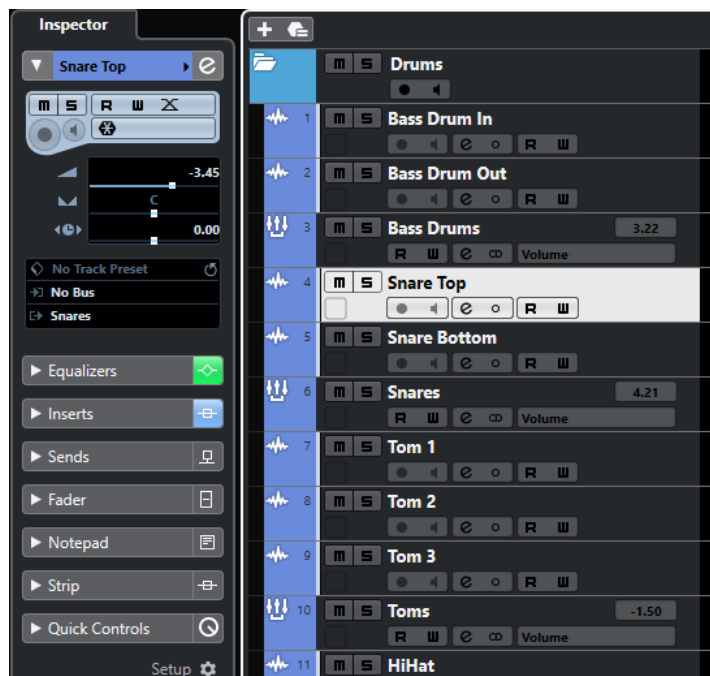 Inspector
Snare Top e
m S R W
-3.45
C
0.00
No Track Preset
No Bus
Snares
Equalizers
Inserts
Sends
Fader
Notepad
Strip
Quick Controls
Setup
+
m S Drums
1 m S Bass Drum In
e R W
2 m S Bass Drum Out
e R W
3 m S Bass Drums 3.22
R W e Volume
4 m S Snare Top
e R W
5 m S Snare Bottom
e R W
6 m S Snares 4.21
R W e Volume
7 m S Tom 1
e R W
8 m S Tom 2
e R W
9 m S Tom 3
e R W
10 m S Toms -1.50
R W e Volume
11 m S HiHat